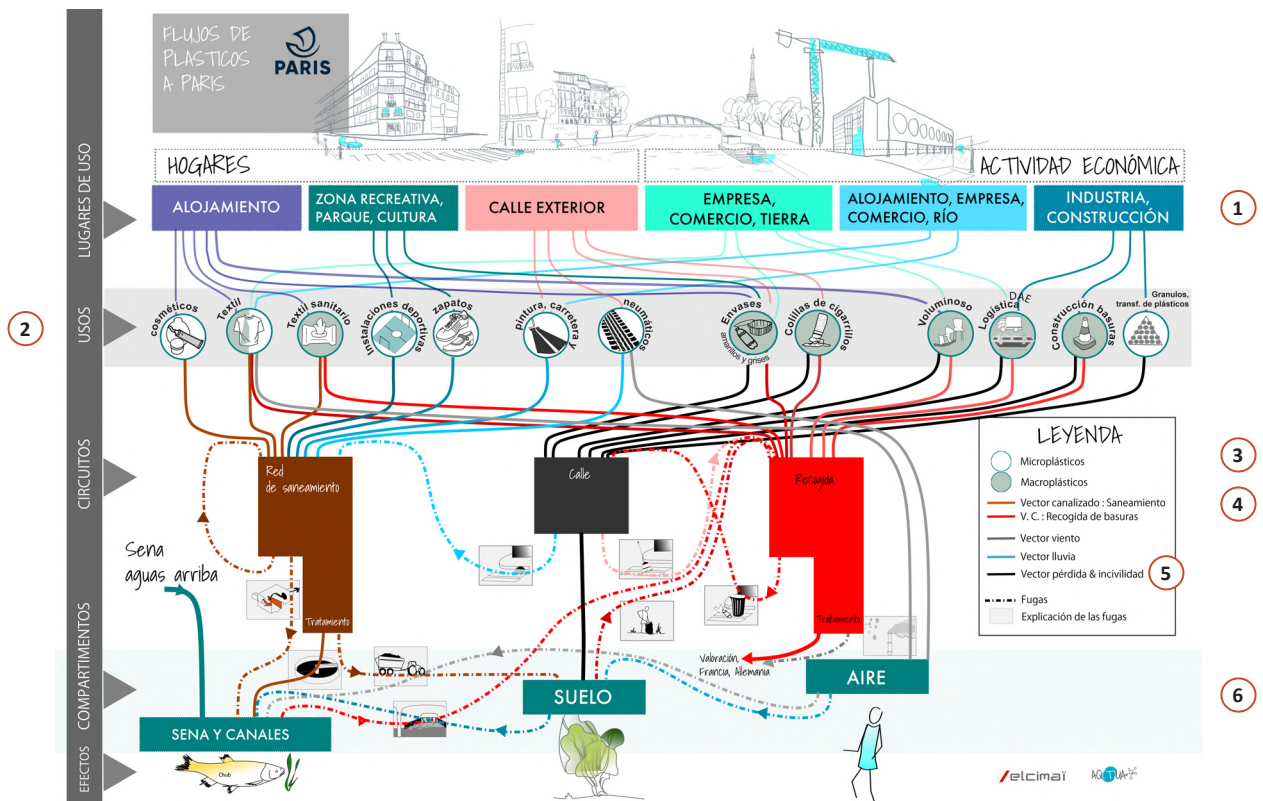 FLUJOS DE
PLASTICOS
A PARIS
PARIS
HOGARES
ACTIVIDAD ECONÓMICA
LUGARES DE USO
ALOJAMIENTO
ZONA RECREATIVA,
PARQUE, CULTURA
CALLE EXTERIOR
EMPRESA,
COMERCIO, TIERRA
ALOJAMIENTO, EMPRESA,
COMERCIO, RÍO
INDUSTRIA,
CONSTRUCCIÓN
1
USOS
2
cosméticos
Textil
Textil sanitario
Instalaciones deportivas
zapatos
pintura, carretera y
neumáticos
Envases
amarillos y grises
Colillas de cigarrillos
Voluminoso
Logística
DAE
Construcción basuras
Granulos,
transf. de plásticos
CIRCUITOS
Red
de saneamiento
Calle
Recogida
LEYENDA
Microplásticos
Macroplásticos
Vector canalizado : Saneamiento
V. C. : Recogida de basuras
Vector viento
Vector lluvia
Vector pérdida & incivilidad
Fugas
Explicación de las fugas
3
4
5
Sena
aguas arriba
Tratamiento
Tratamiento
Valoración,
Francia, Allemania
COMPARTIMENTOS
SUELO
AIRE
SENA Y CANALES
6
EFECTOS
Chub
elcimaï
AQUTUA